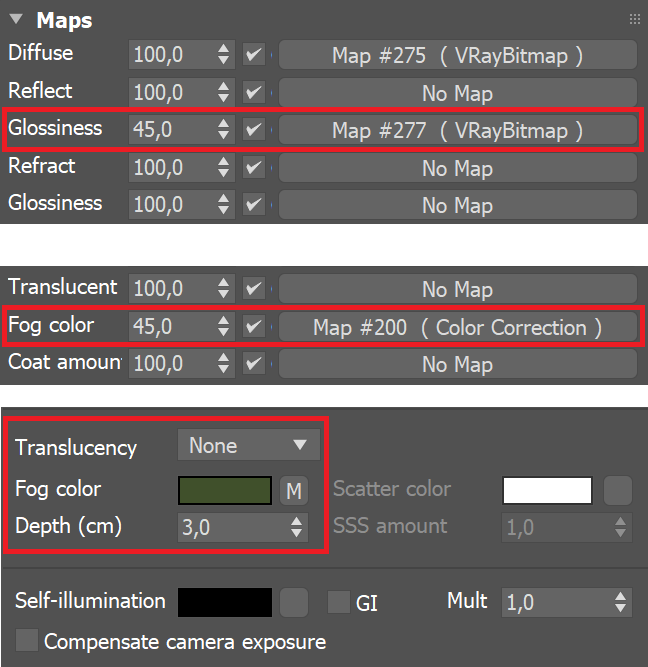 Maps
Diffuse 100,0 Map #275 ( VRayBitmap )
Reflect 100,0 No Map
Glossiness 45,0 Map #277 ( VRayBitmap )
Refract 100,0 No Map
Glossiness 100,0 No Map
Translucent 100,0 No Map
Fog color 45,0 Map #200 ( Color Correction )
Coat amoun 100,0 No Map
Translucency None
Fog color M Scatter color
Depth (cm) 3,0 SSS amount 1,0
Self-illumination GI Mult 1,0
Compensate camera exposure